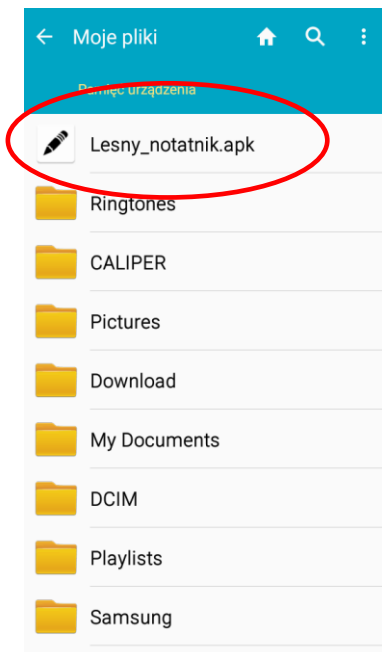 Moje pliki
Pamięć urządzenia
Lesny_notatnik.apk
Ringtones
CALIPER
Pictures
Download
My Documents
DCIM
Playlists
Samsung